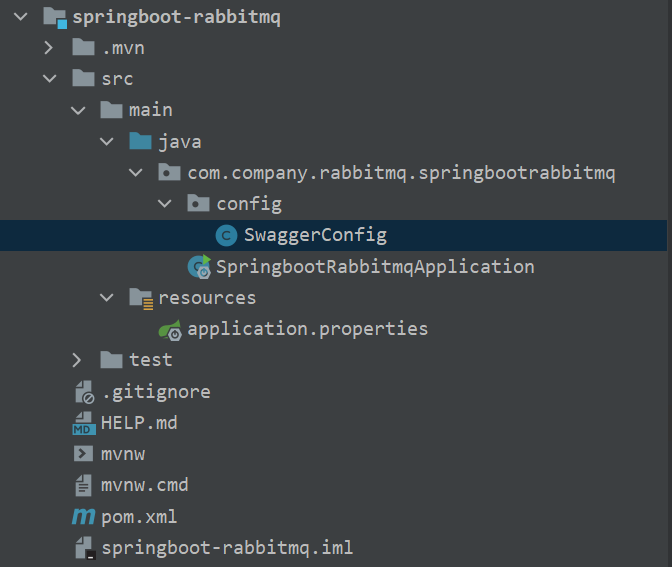 springboot-rabbitmq
.mvn
src
main
java
com.company.rabbitmq.springbootrabbitmq
config
C SwaggerConfig
SpringbootRabbitmqApplication
resources
application.properties
test
.gitignore
MD HELP.md
mvnw
mvnw.cmd
m pom.xml
springboot-rabbitmq.iml